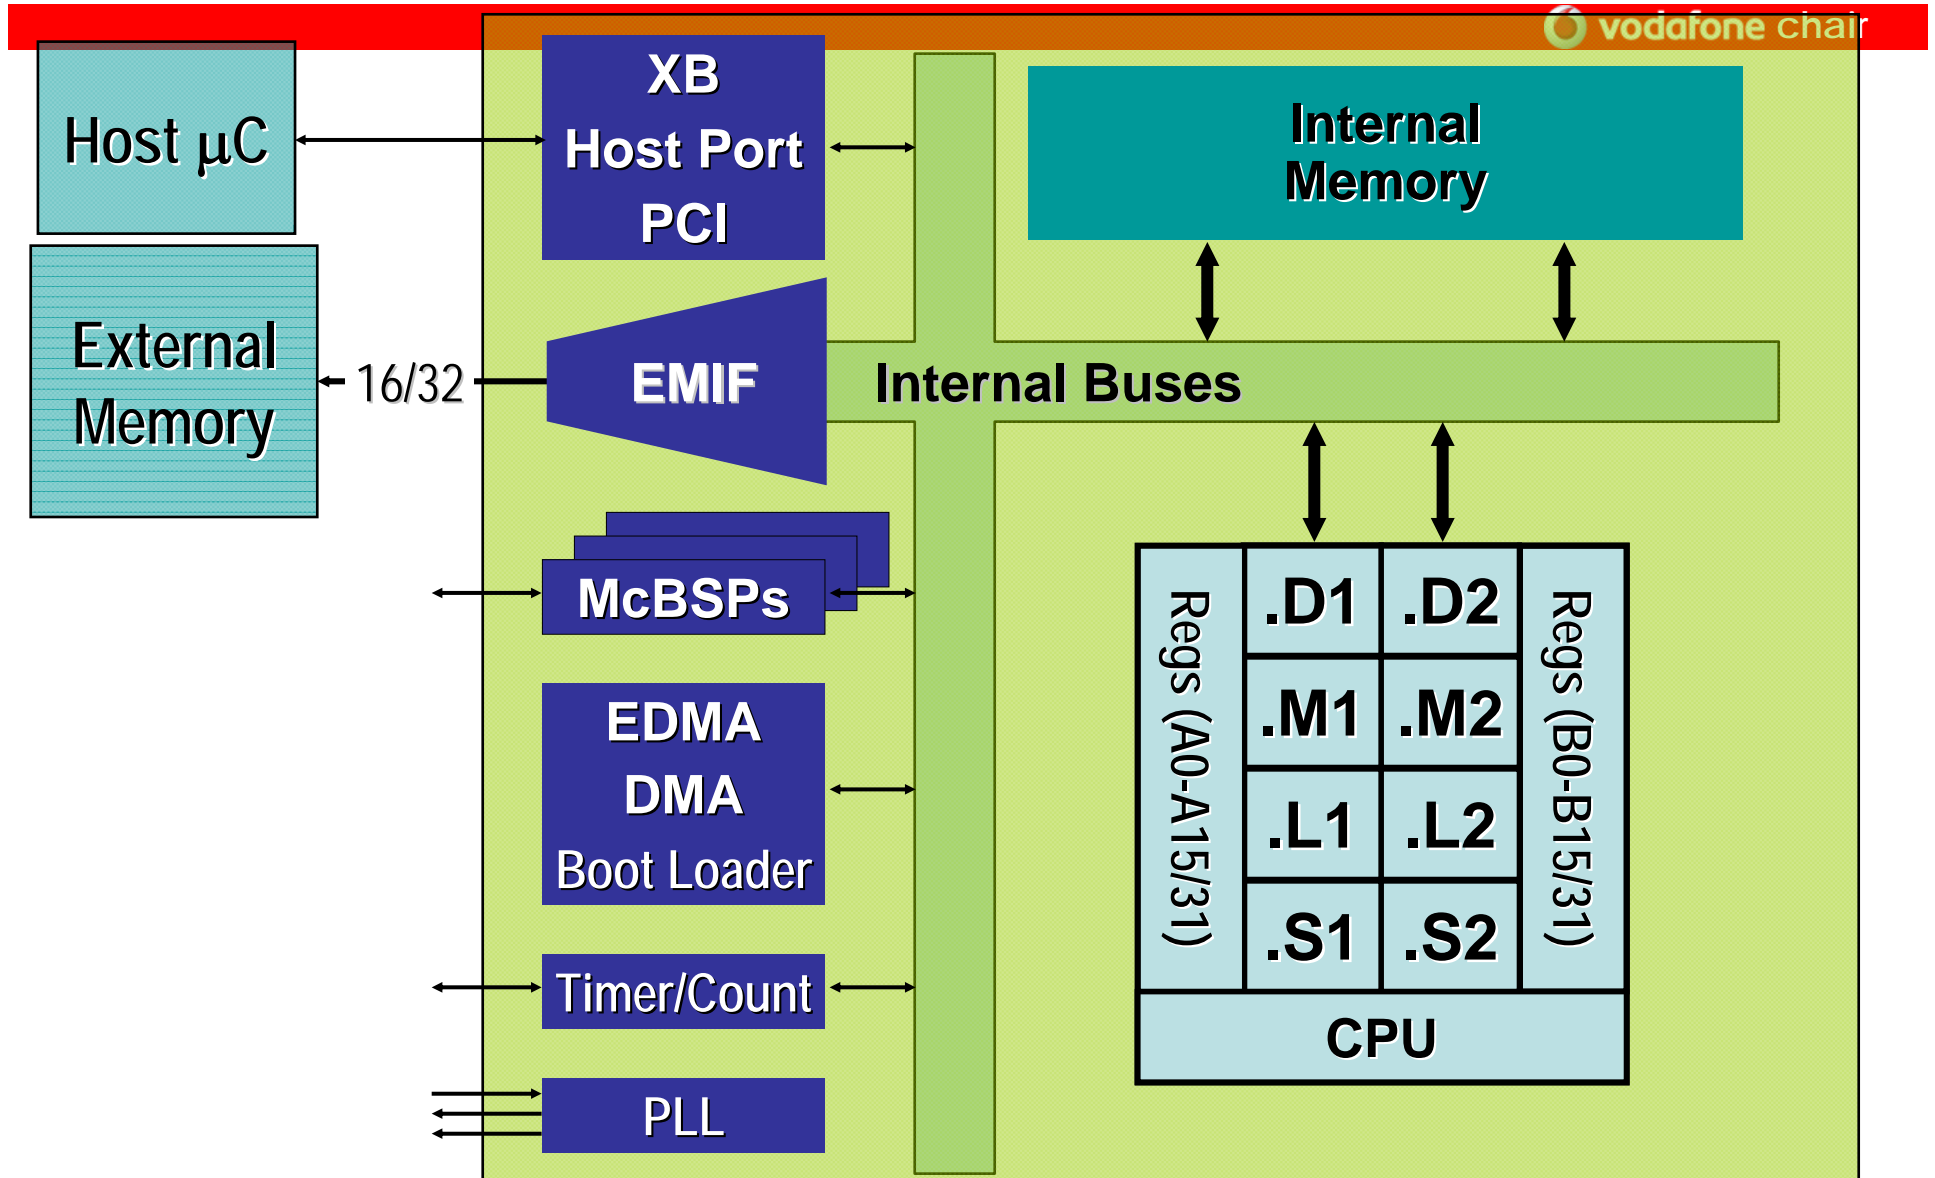 vodafone chair
Host µC
XB
Host Port
PCI
Internal
Memory
External
Memory
16/32
EMIF
Internal Buses
McBSPs
EDMA
DMA
Boot Loader
Timer/Count
PLL
Regs (A0-A15/31)
.D1 .D2
.M1 .M2
.L1 .L2
.S1 .S2
Regs (B0-B15/31)
CPU